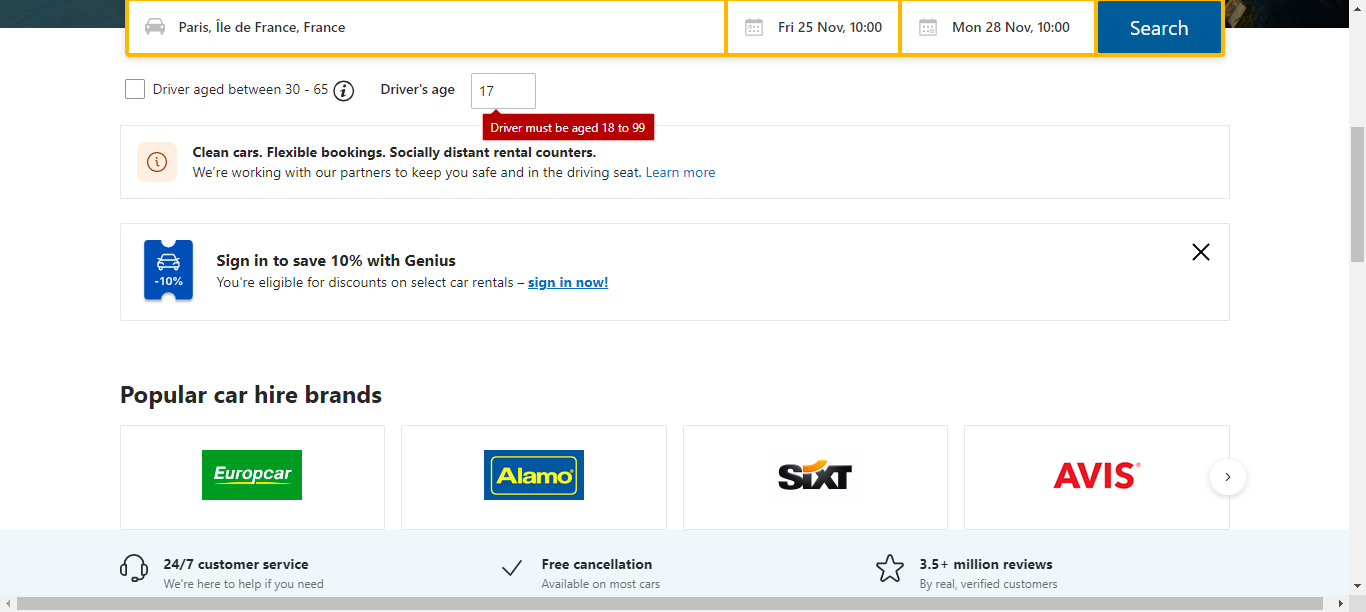 Paris, Île de France, France
Fri 25 Nov, 10:00
Mon 28 Nov, 10:00
Search
Driver aged between 30 - 65
Driver's age
17
Driver must be aged 18 to 99
Clean cars. Flexible bookings. Socially distant rental counters.
We’re working with our partners to keep you safe and in the driving seat. Learn more
-10%
Sign in to save 10% with Genius
You're eligible for discounts on select car rentals – sign in now!
Popular car hire brands
Europcar
Alamo
SIXT
AVIS
24/7 customer service
We're here to help if you need
Free cancellation
Available on most cars
3.5+ million reviews
By real, verified customers